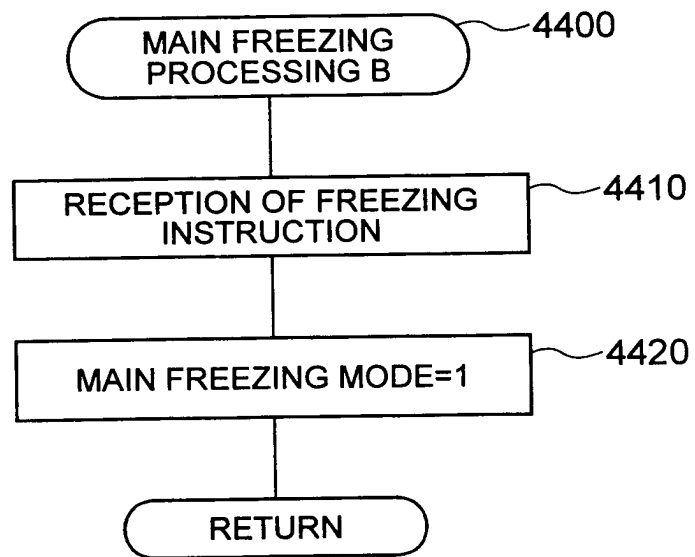 MAIN FREEZING
PROCESSING B
4400
RECEPTION OF FREEZING
INSTRUCTION
4410
MAIN FREEZING MODE=1
4420
RETURN